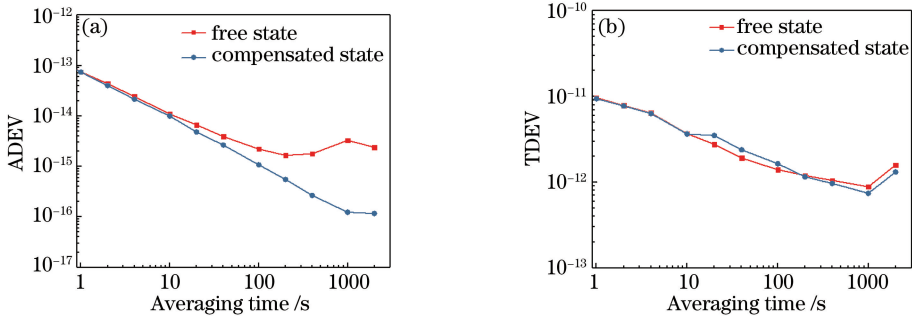 (a)
free state
compensated state
ADEV
10⁻¹²
10⁻¹³
10⁻¹⁴
10⁻¹⁵
10⁻¹⁶
10⁻¹⁷
1 10 100 1000
Averaging time /s
(b)
free state
compensated state
TDEV
10⁻¹⁰
10⁻¹¹
10⁻¹²
10⁻¹³
1 10 100 1000
Averaging time /s